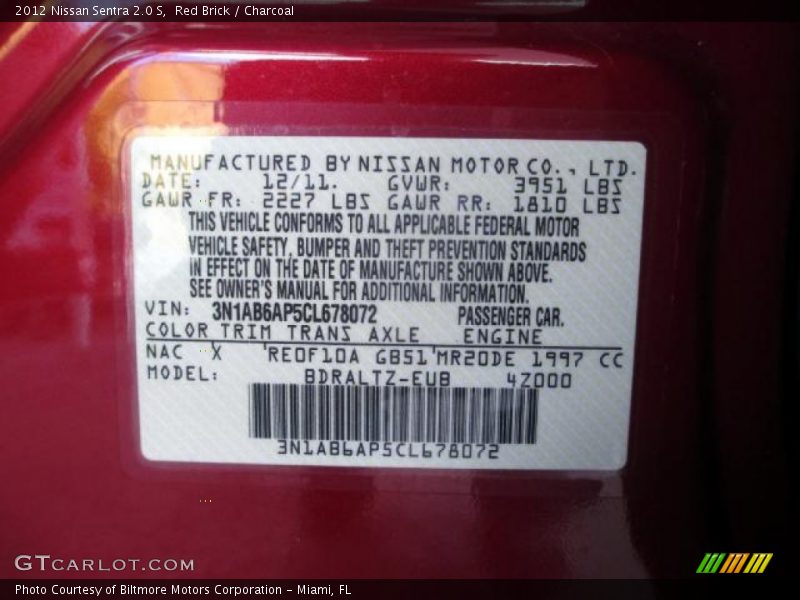 2012 Nissan Sentra 2.0 S,  Red Brick / Charcoal
MANUFACTURED BY NISSAN MOTOR CO., LTD.
DATE: 12/11. GVWR: 3951 LBS
GAWR FR: 2227 LBS GAWR RR: 1810 LBS
THIS VEHICLE CONFORMS TO ALL APPLICABLE FEDERAL MOTOR
VEHICLE SAFETY, BUMPER AND THEFT PREVENTION STANDARDS
IN EFFECT ON THE DATE OF MANUFACTURE SHOWN ABOVE.
SEE OWNER'S MANUAL FOR ADDITIONAL INFORMATION.
VIN: 3N1AB6AP5CL678072 PASSENGER CAR.
COLOR TRIM TRANS AXLE ENGINE
NAC X RE0F10A GB51 MR20DE 1997 CC
MODEL: BDRALTZ-EUB 4Z000
3N1AB6AP5CL678072
GTCARLOT.COM
Photo Courtesy of Biltmore Motors Corporation - Miami, FL